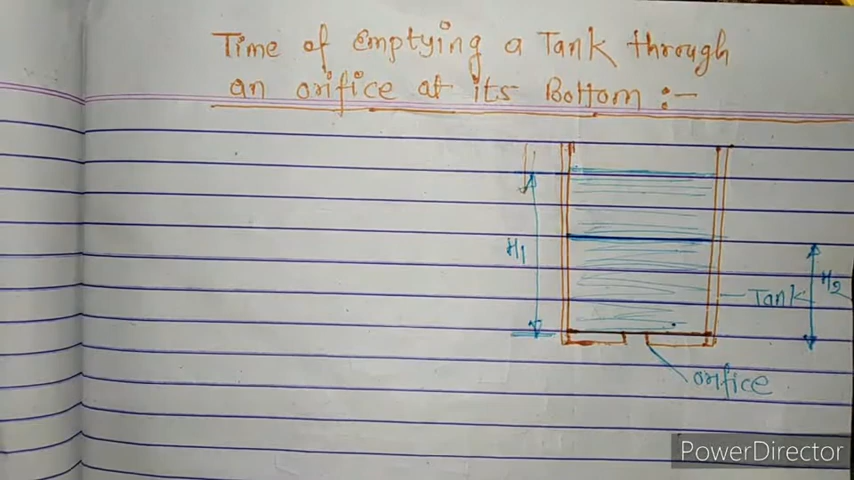 Time of emptying a Tank through
an orifice at its Bottom :-
H1
H2
Tank
orifice
PowerDirector